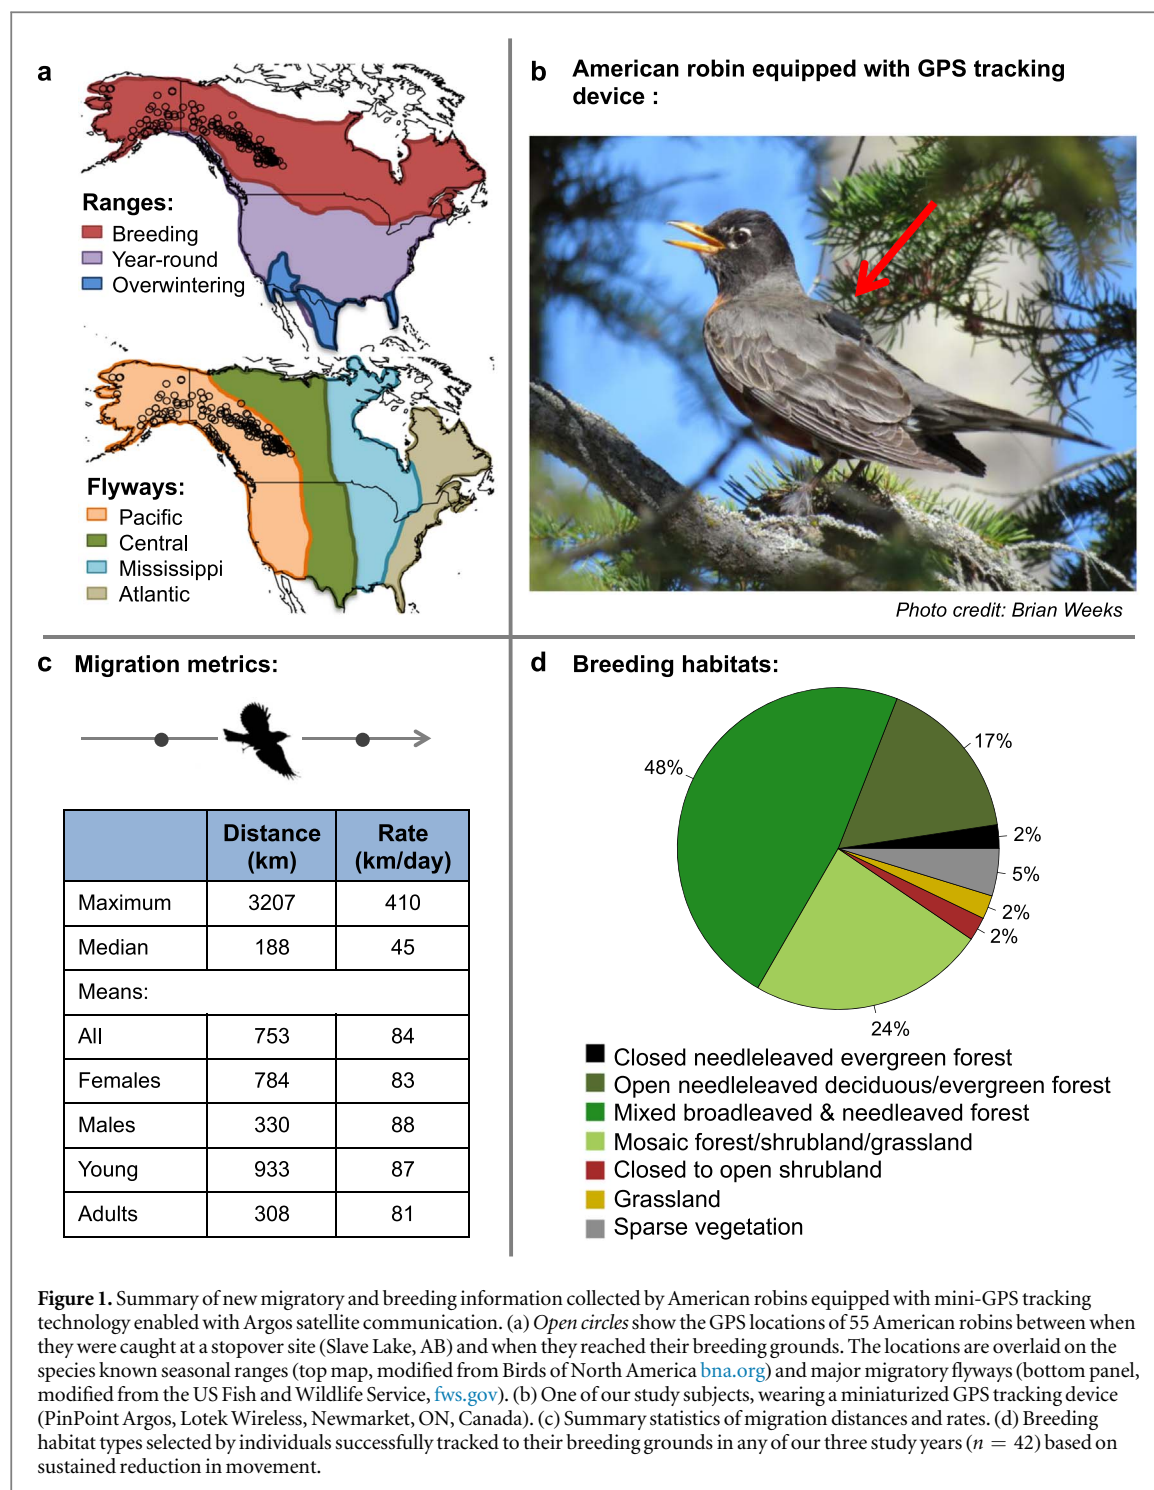 a
Ranges:
Breeding
Year-round
Overwintering
Flyways:
Pacific
Central
Mississippi
Atlantic
b American robin equipped with GPS tracking
device :
Photo credit: Brian Weeks
c Migration metrics:
Distance (km) Rate (km/day)
Maximum 3207 410
Median 188 45
Means:
All 753 84
Females 784 83
Males 330 88
Young 933 87
Adults 308 81
d Breeding habitats:
48%
17%
2%
5%
2%
2%
24%
Closed needleleaved evergreen forest
Open needleleaved deciduous/evergreen forest
Mixed broadleaved & needleaved forest
Mosaic forest/shrubland/grassland
Closed to open shrubland
Grassland
Sparse vegetation
Figure 1. Summary of new migratory and breeding information collected by American robins equipped with mini-GPS tracking
technology enabled with Argos satellite communication. (a) Open circles show the GPS locations of 55 American robins between when
they were caught at a stopover site (Slave Lake, AB) and when they reached their breeding grounds. The locations are overlaid on the
species known seasonal ranges (top map, modified from Birds of North America bna.org) and major migratory flyways (bottom panel,
modified from the US Fish and Wildlife Service, fws.gov). (b) One of our study subjects, wearing a miniaturized GPS tracking device
(PinPoint Argos, Lotek Wireless, Newmarket, ON, Canada). (c) Summary statistics of migration distances and rates. (d) Breeding
habitat types selected by individuals successfully tracked to their breeding grounds in any of our three study years (n = 42) based on
sustained reduction in movement.